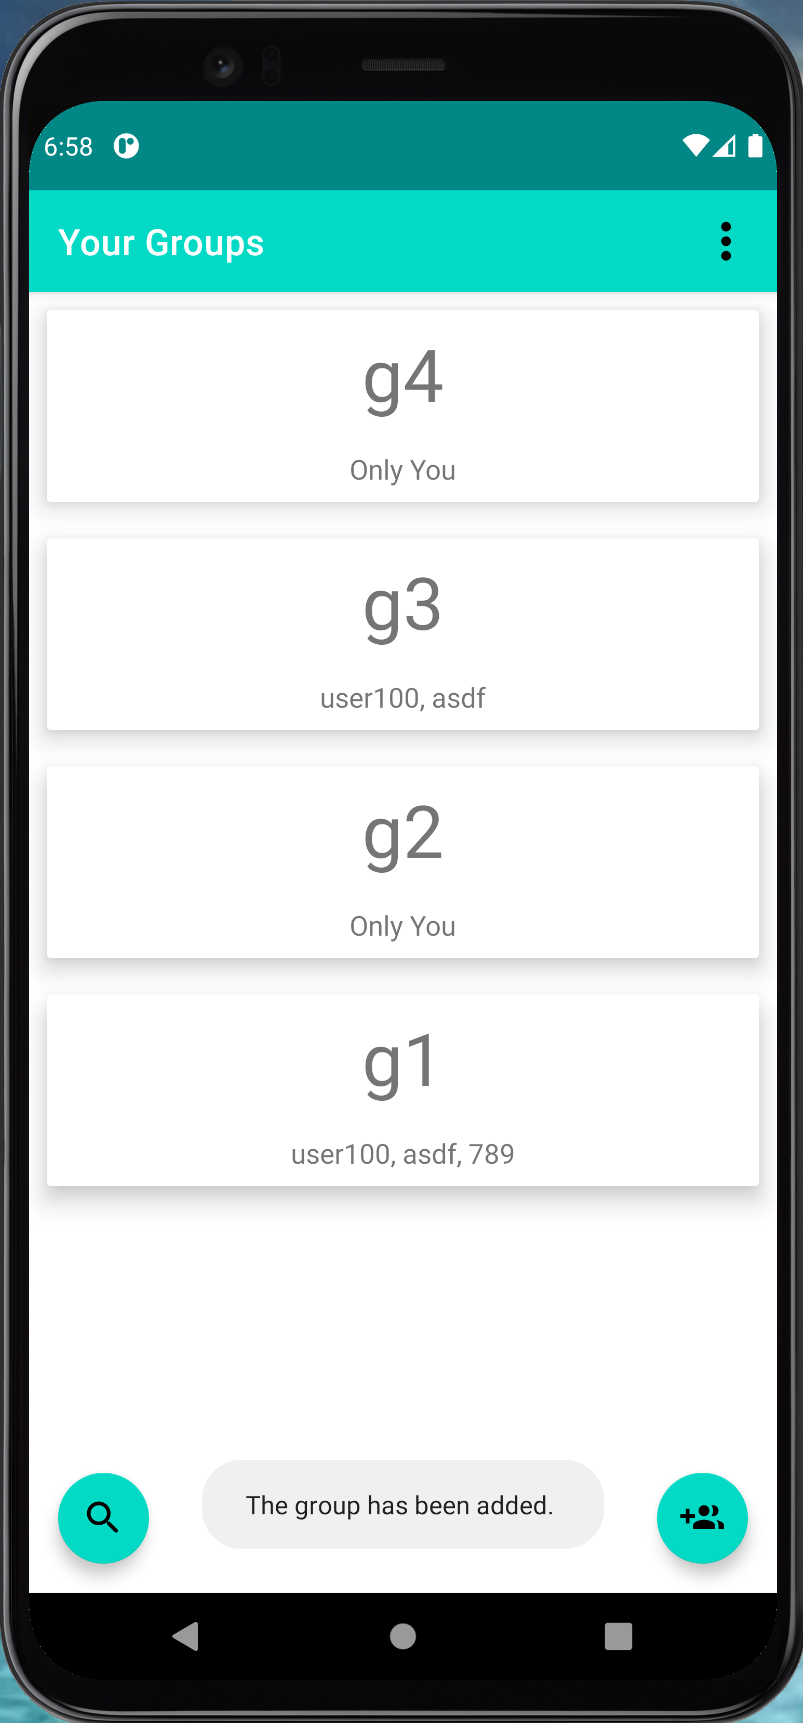 6:58
Your Groups
g4
Only You
g3
user100, asdf
g2
Only You
g1
user100, asdf, 789
The group has been added.